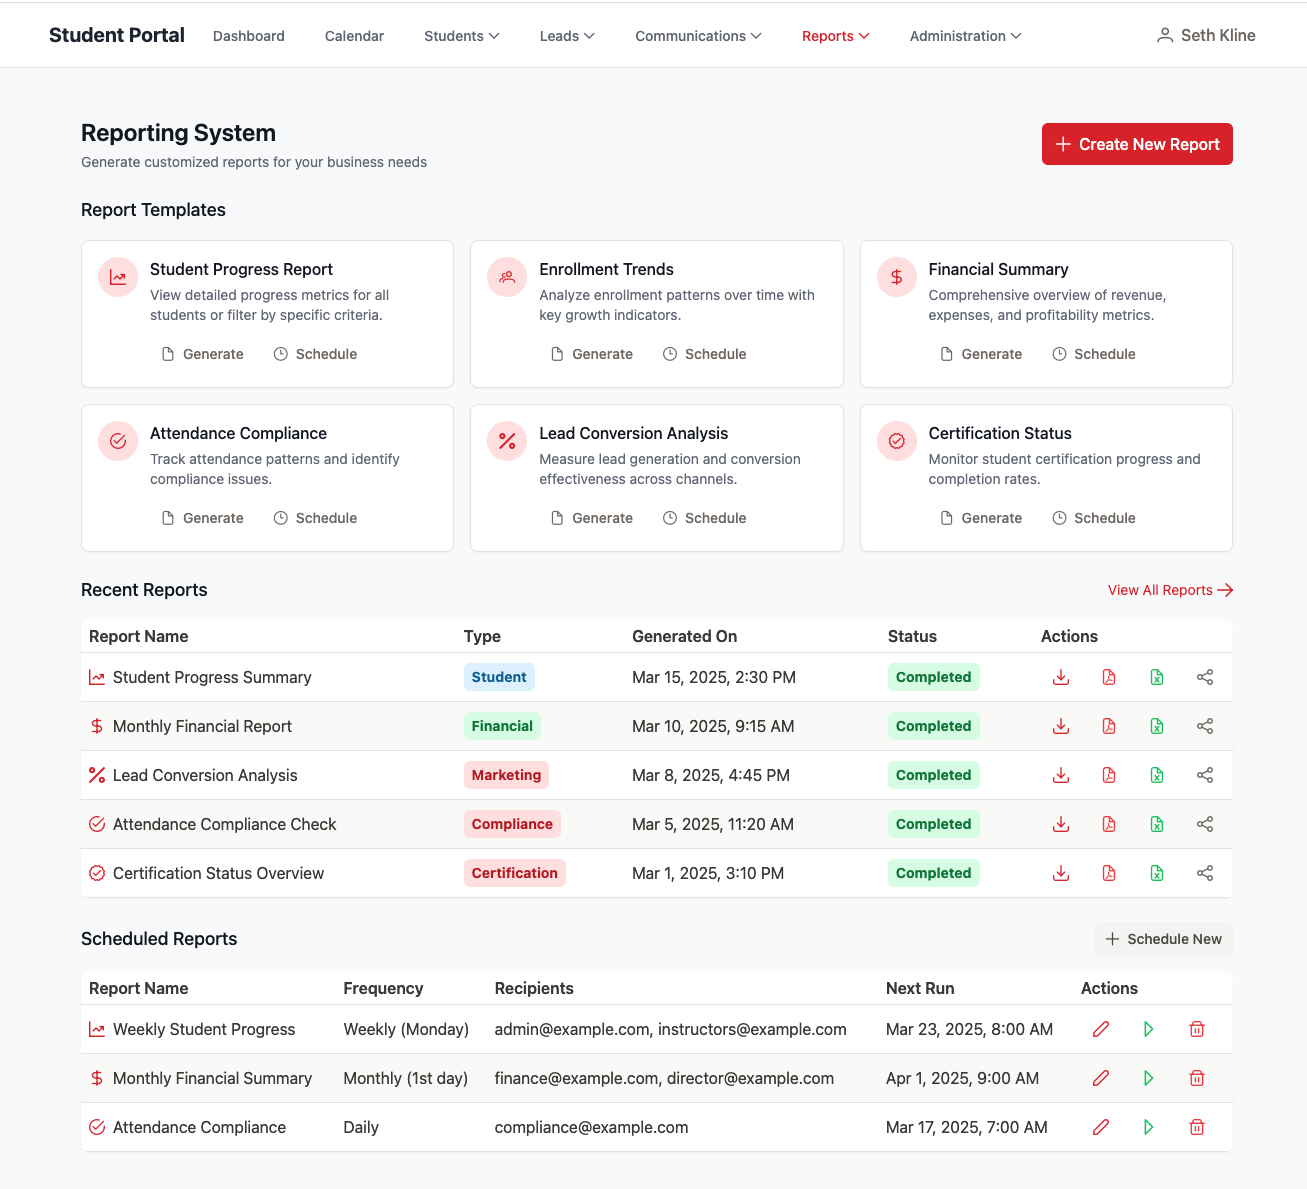 Student Portal Dashboard Calendar Students Leads Communications Reports Administration Seth Kline
Reporting System
Generate customized reports for your business needs
Create New Report
Report Templates
Student Progress Report
View detailed progress metrics for all
students or filter by specific criteria.
Generate Schedule
Enrollment Trends
Analyze enrollment patterns over time with
key growth indicators.
Generate Schedule
Financial Summary
Comprehensive overview of revenue,
expenses, and profitability metrics.
Generate Schedule
Attendance Compliance
Track attendance patterns and identify
compliance issues.
Generate Schedule
Lead Conversion Analysis
Measure lead generation and conversion
effectiveness across channels.
Generate Schedule
Certification Status
Monitor student certification progress and
completion rates.
Generate Schedule
Recent Reports
View All Reports
Report Name Type Generated On Status Actions
Student Progress Summary Student Mar 15, 2025, 2:30 PM Completed
Monthly Financial Report Financial Mar 10, 2025, 9:15 AM Completed
Lead Conversion Analysis Marketing Mar 8, 2025, 4:45 PM Completed
Attendance Compliance Check Compliance Mar 5, 2025, 11:20 AM Completed
Certification Status Overview Certification Mar 1, 2025, 3:10 PM Completed
Scheduled Reports
Schedule New
Report Name Frequency Recipients Next Run Actions
Weekly Student Progress Weekly (Monday) admin@example.com, instructors@example.com Mar 23, 2025, 8:00 AM
Monthly Financial Summary Monthly (1st day) finance@example.com, director@example.com Apr 1, 2025, 9:00 AM
Attendance Compliance Daily compliance@example.com Mar 17, 2025, 7:00 AM